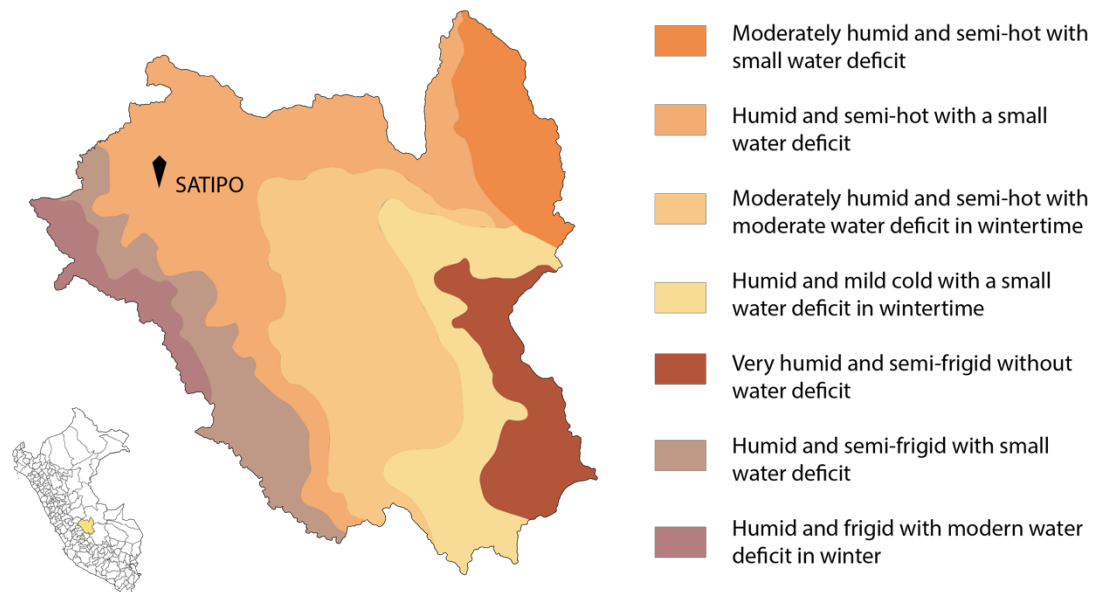 SATIPO
Moderately humid and semi-hot with
small water deficit
Humid and semi-hot with a small
water deficit
Moderately humid and semi-hot with
moderate water deficit in wintertime
Humid and mild cold with a small
water deficit in wintertime
Very humid and semi-frigid without
water deficit
Humid and semi-frigid with small
water deficit
Humid and frigid with modern water
deficit in winter